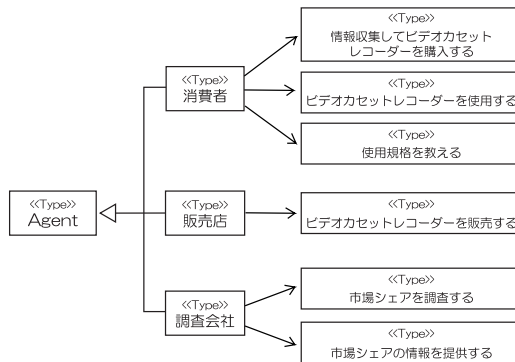 <<Type>>
Agent
<<Type>>
消費者
<<Type>>
販売店
<<Type>>
調査会社
<<Type>>
情報収集してビデオカセット
レコーダーを購入する
<<Type>>
ビデオカセットレコーダーを使用する
<<Type>>
使用規格を教える
<<Type>>
ビデオカセットレコーダーを販売する
<<Type>>
市場シェアを調査する
<<Type>>
市場シェアの情報を提供する